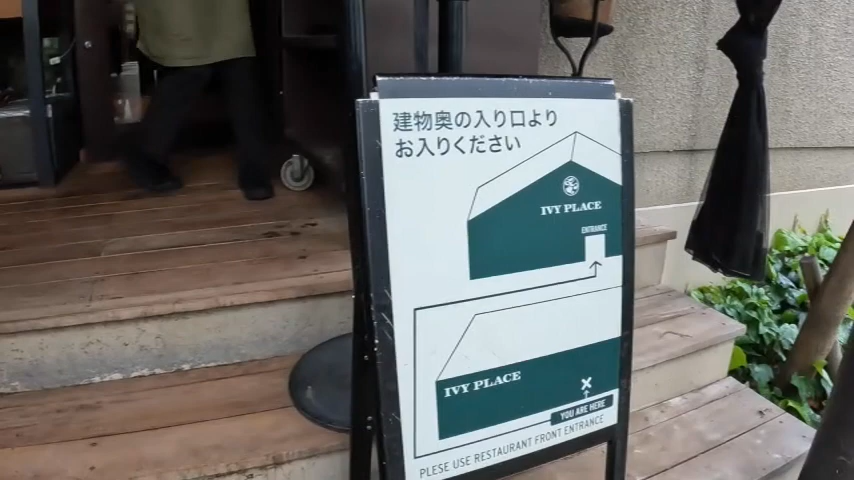 建物奥の入り口より
お入りください
IVY PLACE
ENTRANCE
IVY PLACE
YOU ARE HERE
PLESE USE RESTAURANT FRONT ENTRANCE